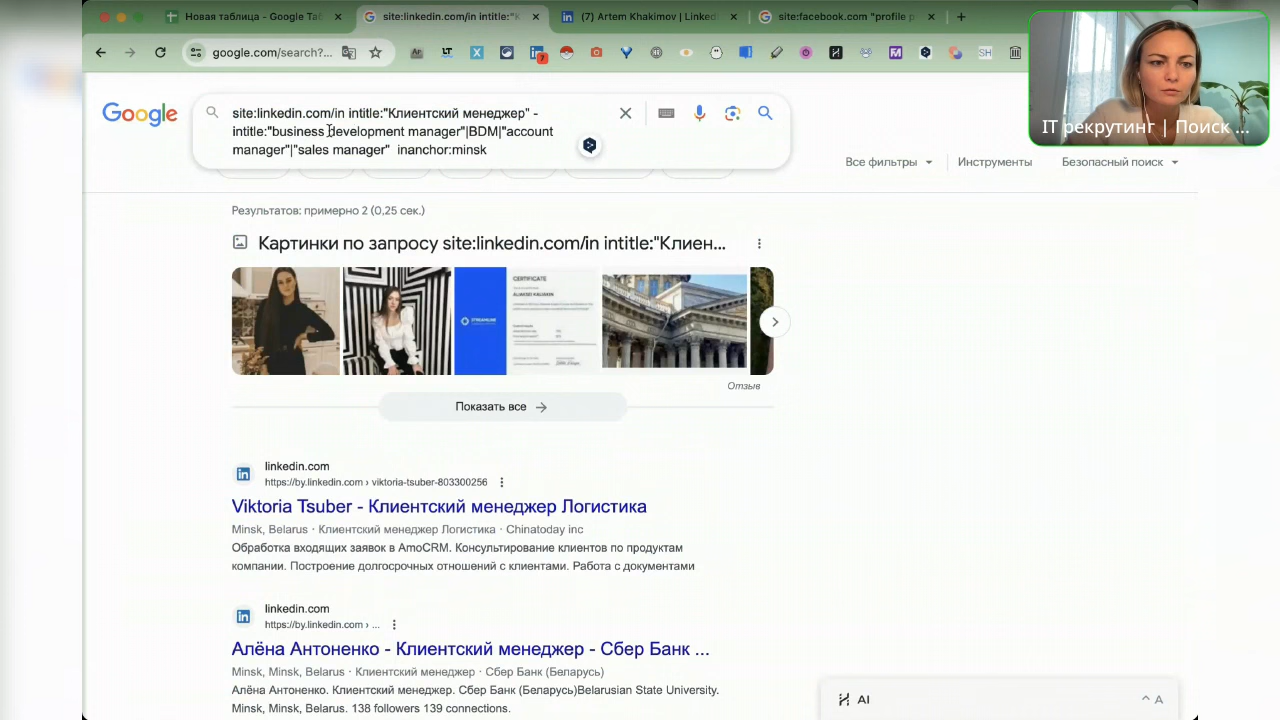 Новая таблица - Google Tab
site:linkedin.com/in intitle:"К
(7) Artem Khakimov | Linked
site:facebook.com "profile p
google.com/search?...
7
SH
IT рекрутинг | Поиск ...
Google
site:linkedin.com/in intitle:"Клиентский менеджер" -
intitle:"business development manager"|BDM|"account
manager"|"sales manager" inanchor:minsk
Все фильтры
Инструменты
Безопасный поиск
Результатов: примерно 2 (0,25 сек.)
Картинки по запросу site:linkedin.com/in intitle:"Клиен...
CERTIFICATE
Отзыв
Показать все
linkedin.com
https://by.linkedin.com › viktoria-tsuber-803300256
Viktoria Tsuber - Клиентский менеджер Логистика
Minsk, Belarus · Клиентский менеджер Логистика · Chinatoday inc
Обработка входящих заявок в AmoCRM. Консультирование клиентов по продуктам
компании. Построение долгосрочных отношений с клиентами. Работа с документами
linkedin.com
https://by.linkedin.com › ...
Алёна Антоненко - Клиентский менеджер - Сбер Банк ...
Minsk, Minsk, Belarus · Клиентский менеджер · Сбер Банк (Беларусь)
Алёна Антоненко. Клиентский менеджер. Сбер Банк (Беларусь)Belarusian State University.
Minsk, Minsk, Belarus. 138 followers 139 connections.
AI
A